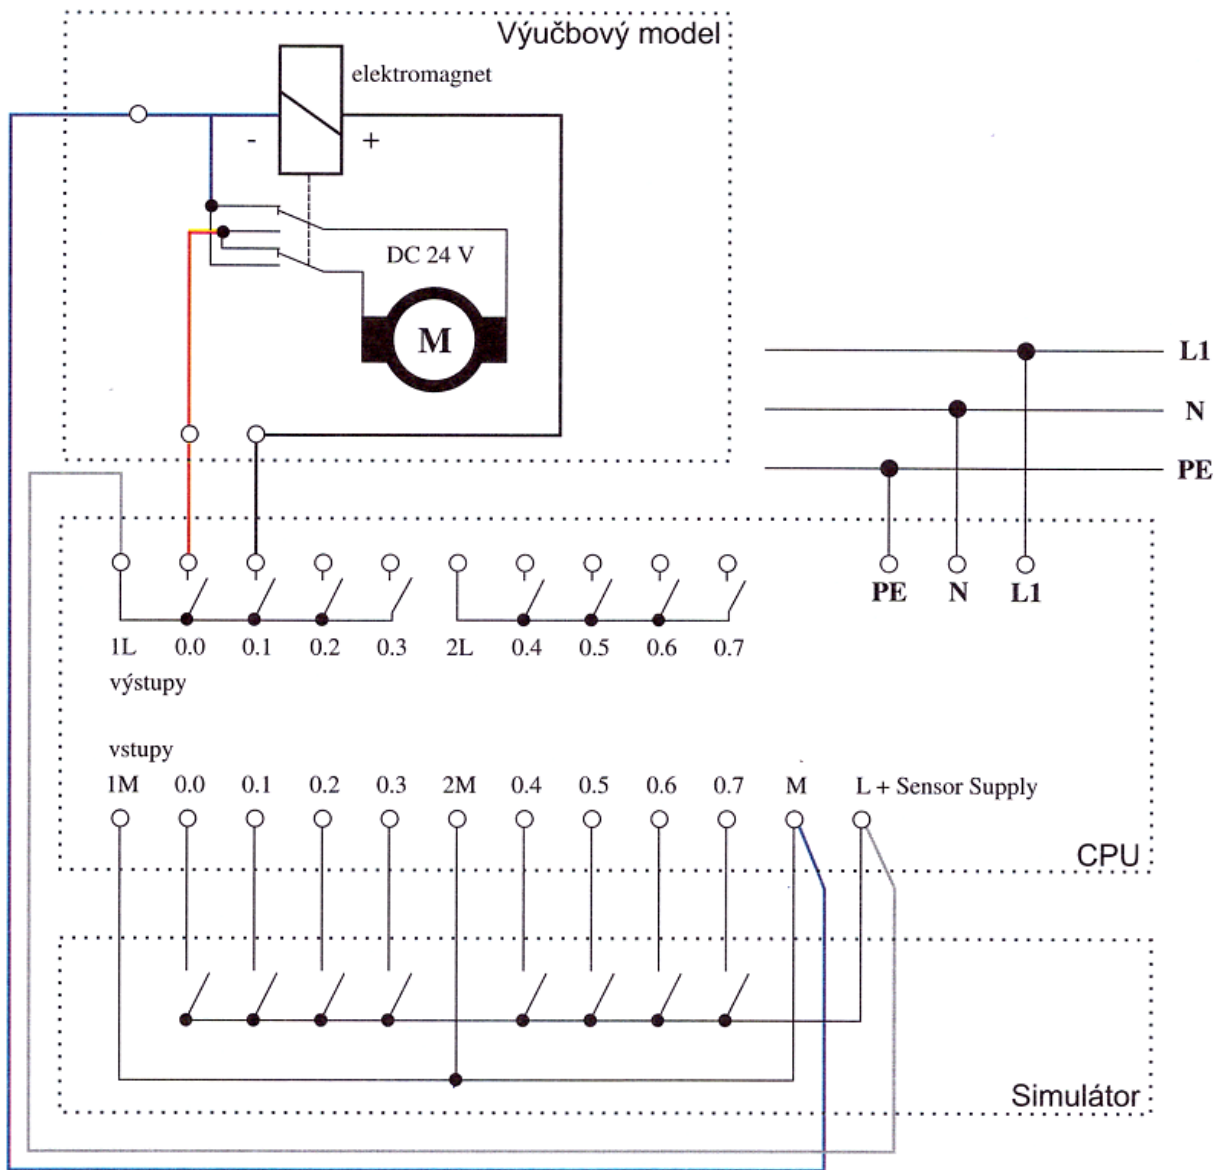 Výučbový model
elektromagnet
- +
DC 24 V
M
L1
N
PE
PE N L1
1L 0.0 0.1 0.2 0.3 2L 0.4 0.5 0.6 0.7
výstupy
vstupy
1M 0.0 0.1 0.2 0.3 2M 0.4 0.5 0.6 0.7 M L + Sensor Supply
CPU
Simulátor